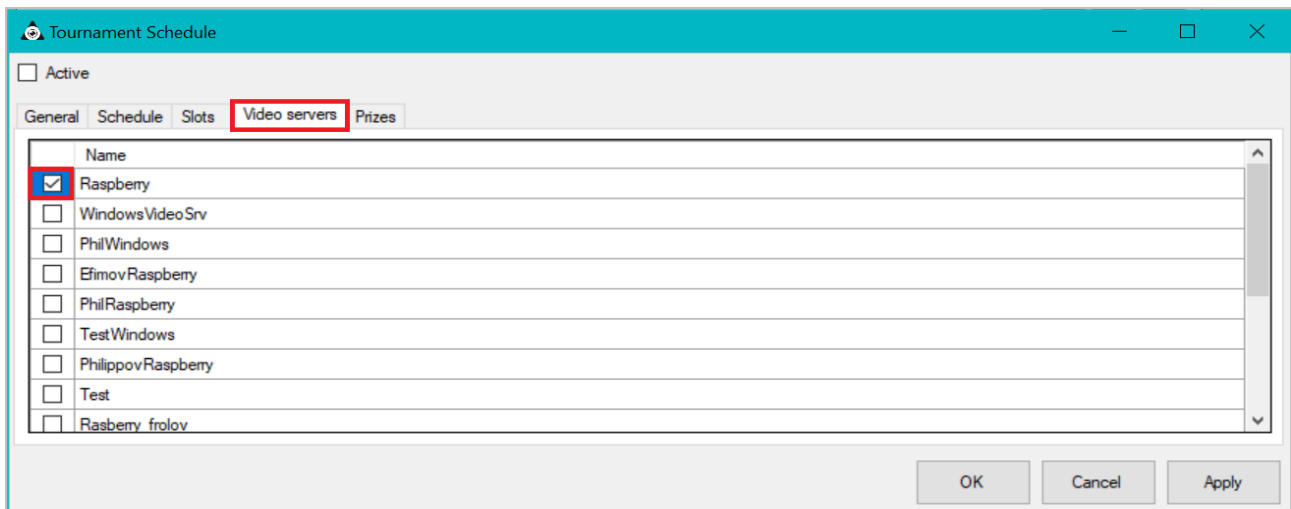 Tournament Schedule
Active
General Schedule Slots Video servers Prizes
Name
Raspberry
WindowsVideoSrv
PhilWindows
EfimovRaspberry
PhilRaspberry
TestWindows
PhilippovRaspberry
Test
Rasberry_frolov
OK Cancel Apply